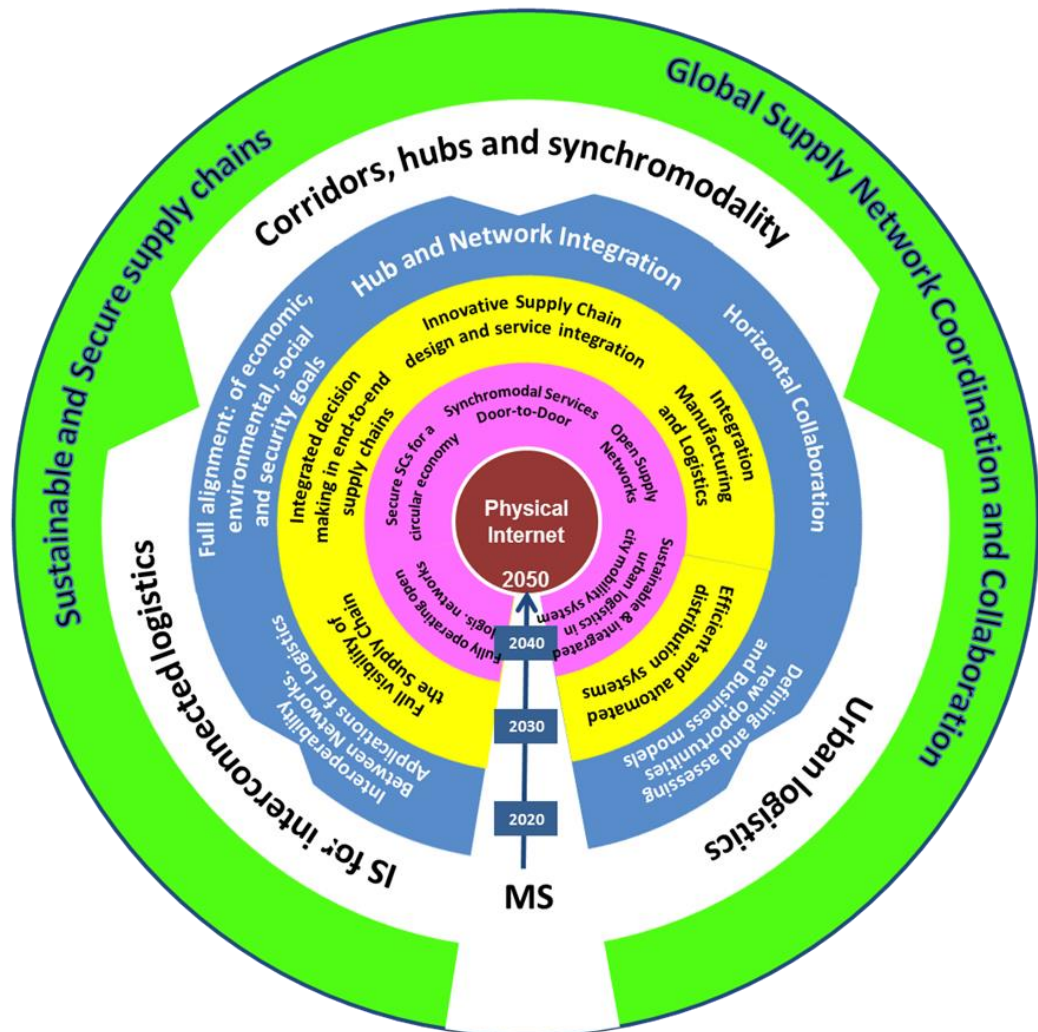 Sustainable and Secure supply chains
Global Supply Network Coordination and Collaboration
Corridors, hubs and synchromodality
IS for interconnected logistics
Urban logistics
Hub and Network Integration
Full alignment: of economic,
environmental, social
and security goals
Horizontal Collaboration
Interoperability
Between Networks.
Applications for Logistics
Defining and assessing
new opportunities
and Business models
Innovative Supply Chain
design and service integration
Integrated decision
making in end-to-end
supply chains
Integration
Manufacturing
and Logistics
Full visibility of
the Supply Chain
Efficient and automated
distribution systems
Synchromodal Services
Door-to-Door
Secure SCs for a
circular economy
Open Supply
Networks
Fully operating open
logis. networks
Sustainable & integrated
urban logistics in
city mobility system
Physical
Internet
2050
2040
2030
2020
MS